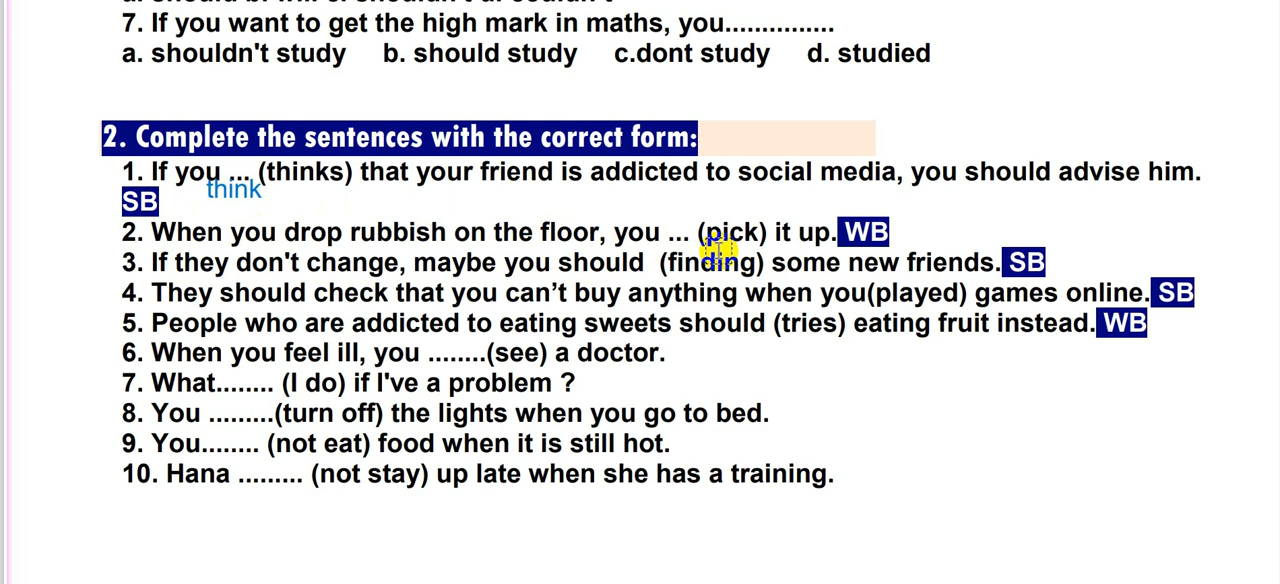 7. If you want to get the high mark in maths, you...............
a. shouldn't study b. should study c.dont study d. studied
2. Complete the sentences with the correct form:
1. If you ... (thinks) that your friend is addicted to social media, you should advise him.
think
SB
2. When you drop rubbish on the floor, you ... (pick) it up. WB
3. If they don't change, maybe you should (finding) some new friends. SB
4. They should check that you can’t buy anything when you(played) games online. SB
5. People who are addicted to eating sweets should (tries) eating fruit instead. WB
6. When you feel ill, you ........(see) a doctor.
7. What........ (I do) if I've a problem ?
8. You .........(turn off) the lights when you go to bed.
9. You........ (not eat) food when it is still hot.
10. Hana ......... (not stay) up late when she has a training.